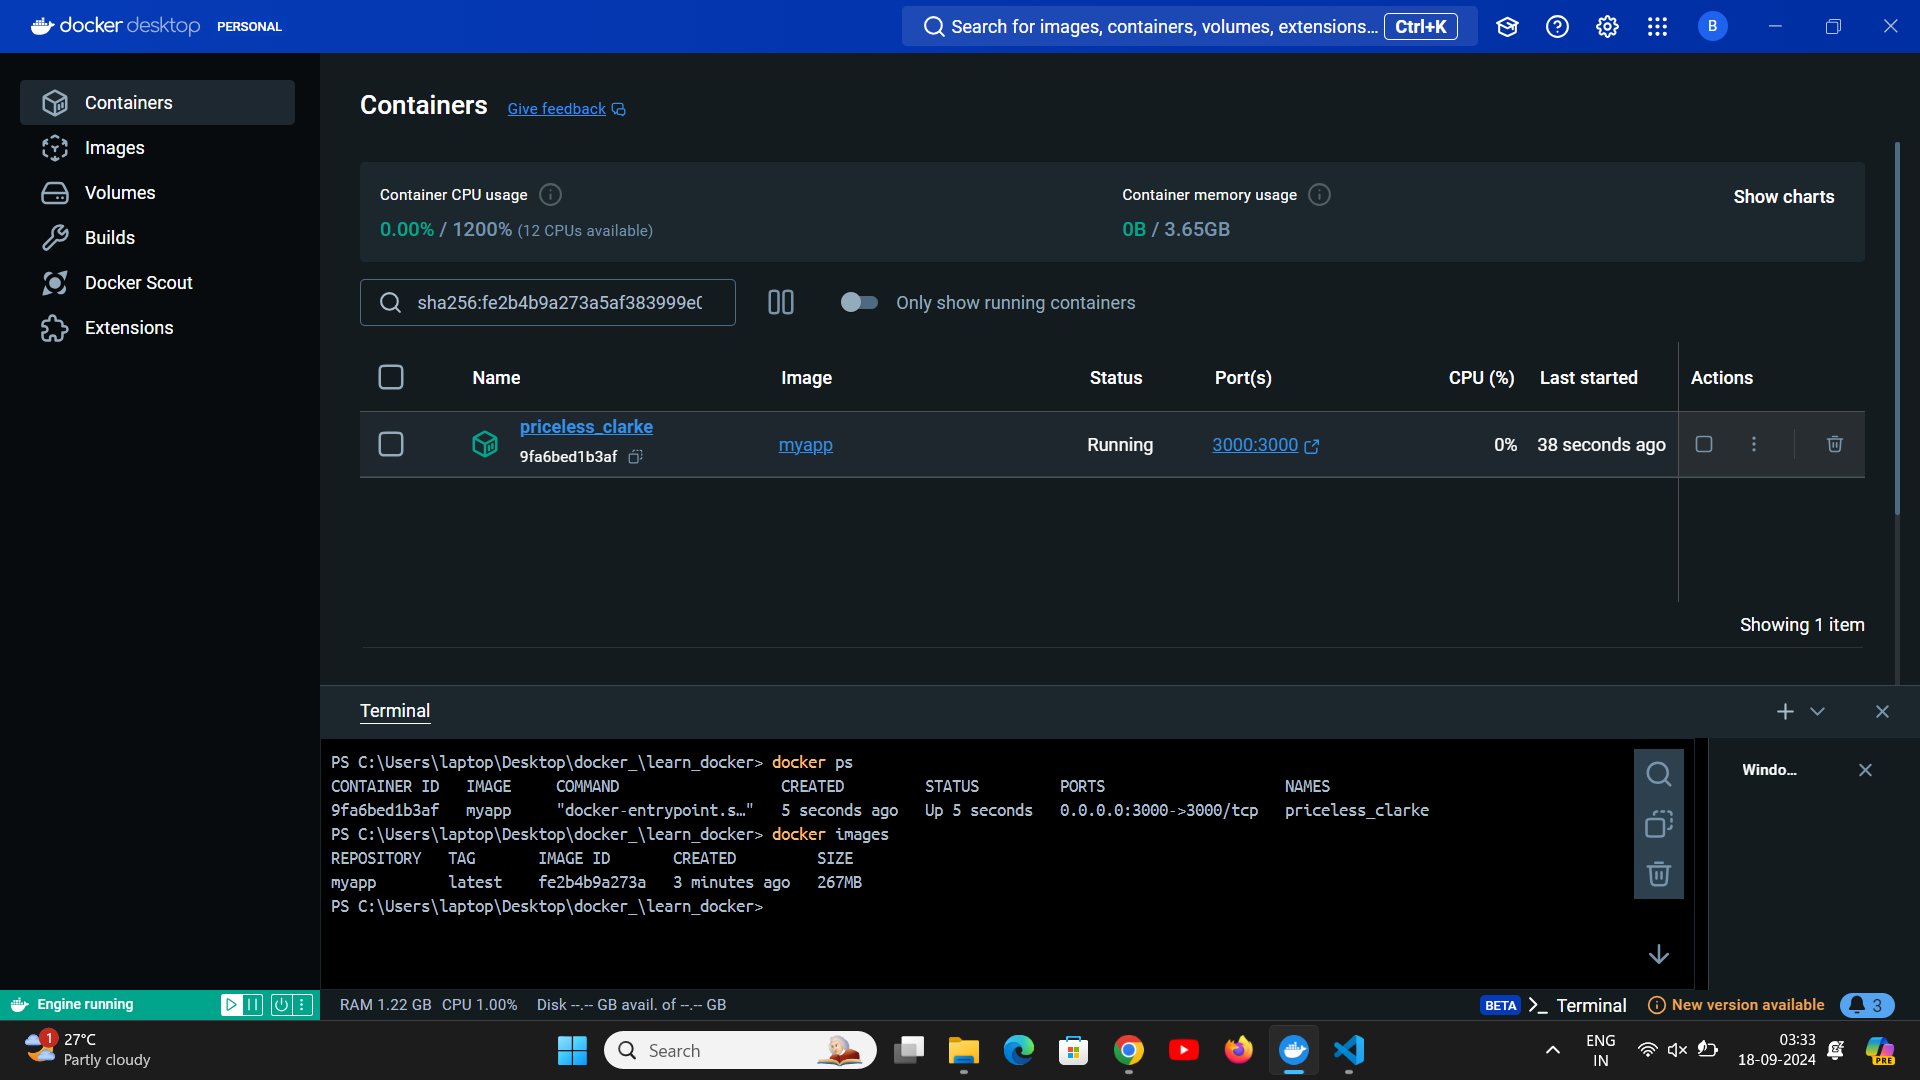 docker desktop PERSONAL
Search for images, containers, volumes, extensions... Ctrl+K
B
Containers
Images
Volumes
Builds
Docker Scout
Extensions
Containers Give feedback
Container CPU usage
0.00% / 1200% (12 CPUs available)
Container memory usage
0B / 3.65GB
Show charts
sha256:fe2b4b9a273a5af383999e0
Only show running containers
Name Image Status Port(s) CPU (%) Last started Actions
priceless_clarke
9fa6bed1b3af
myapp Running 3000:3000 0% 38 seconds ago
Showing 1 item
Terminal
Windo...
PS C:\Users\laptop\Desktop\docker_\learn_docker> docker ps
CONTAINER ID IMAGE COMMAND CREATED STATUS PORTS NAMES
9fa6bed1b3af myapp "docker-entrypoint.s…" 5 seconds ago Up 5 seconds 0.0.0.0:3000->3000/tcp priceless_clarke
PS C:\Users\laptop\Desktop\docker_\learn_docker> docker images
REPOSITORY TAG IMAGE ID CREATED SIZE
myapp latest fe2b4b9a273a 3 minutes ago 267MB
PS C:\Users\laptop\Desktop\docker_\learn_docker>
Engine running
RAM 1.22 GB CPU 1.00% Disk --.-- GB avail. of --.-- GB
BETA Terminal New version available 3
1 27°C
Partly cloudy
Search
ENG
IN
03:33
18-09-2024
PRE